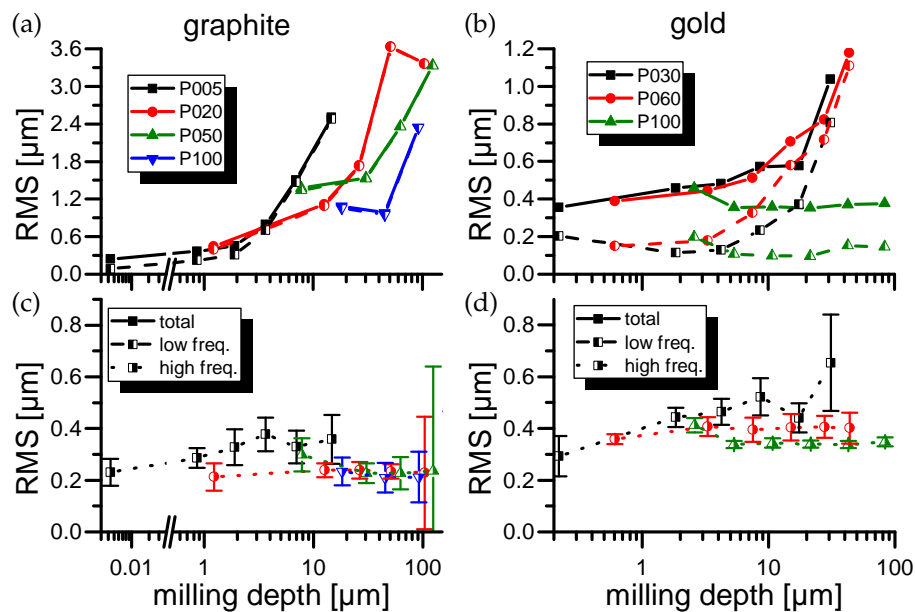 (a) graphite
(b) gold
RMS [µm]
3.6
3.0
2.4
1.8
1.2
0.6
0.0
P005
P020
P050
P100
RMS [µm]
1.2
1.0
0.8
0.6
0.4
0.2
0.0
P030
P060
P100
(c)
RMS [µm]
0.8
0.6
0.4
0.2
0.0
total
low freq.
high freq.
0.01 1 10 100
milling depth [µm]
(d)
RMS [µm]
0.8
0.6
0.4
0.2
0.0
total
low freq.
high freq.
1 10 100
milling depth [µm]